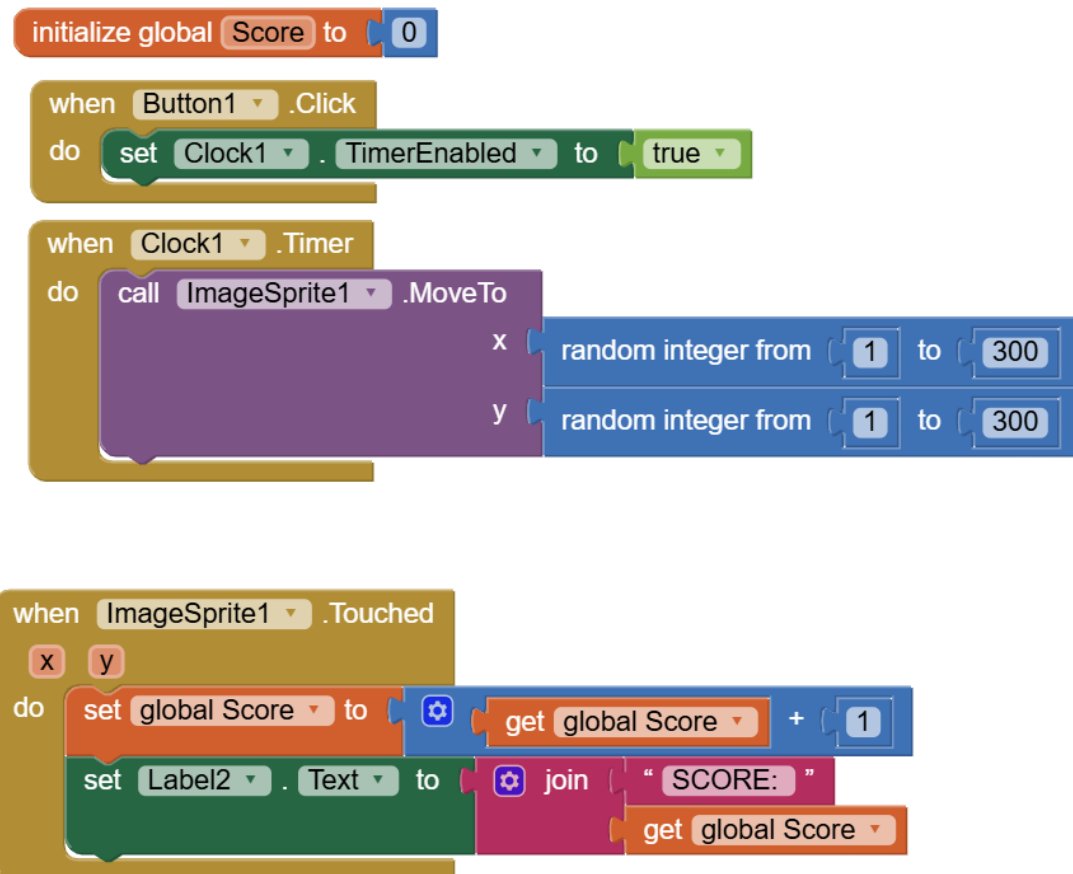 initialize global Score to 0
when Button1 .Click
do set Clock1 . TimerEnabled to true
when Clock1 .Timer
do call ImageSprite1 .MoveTo
x random integer from 1 to 300
y random integer from 1 to 300
when ImageSprite1 .Touched
x y
do set global Score to get global Score + 1
set Label2 . Text to join “ SCORE: ”
get global Score